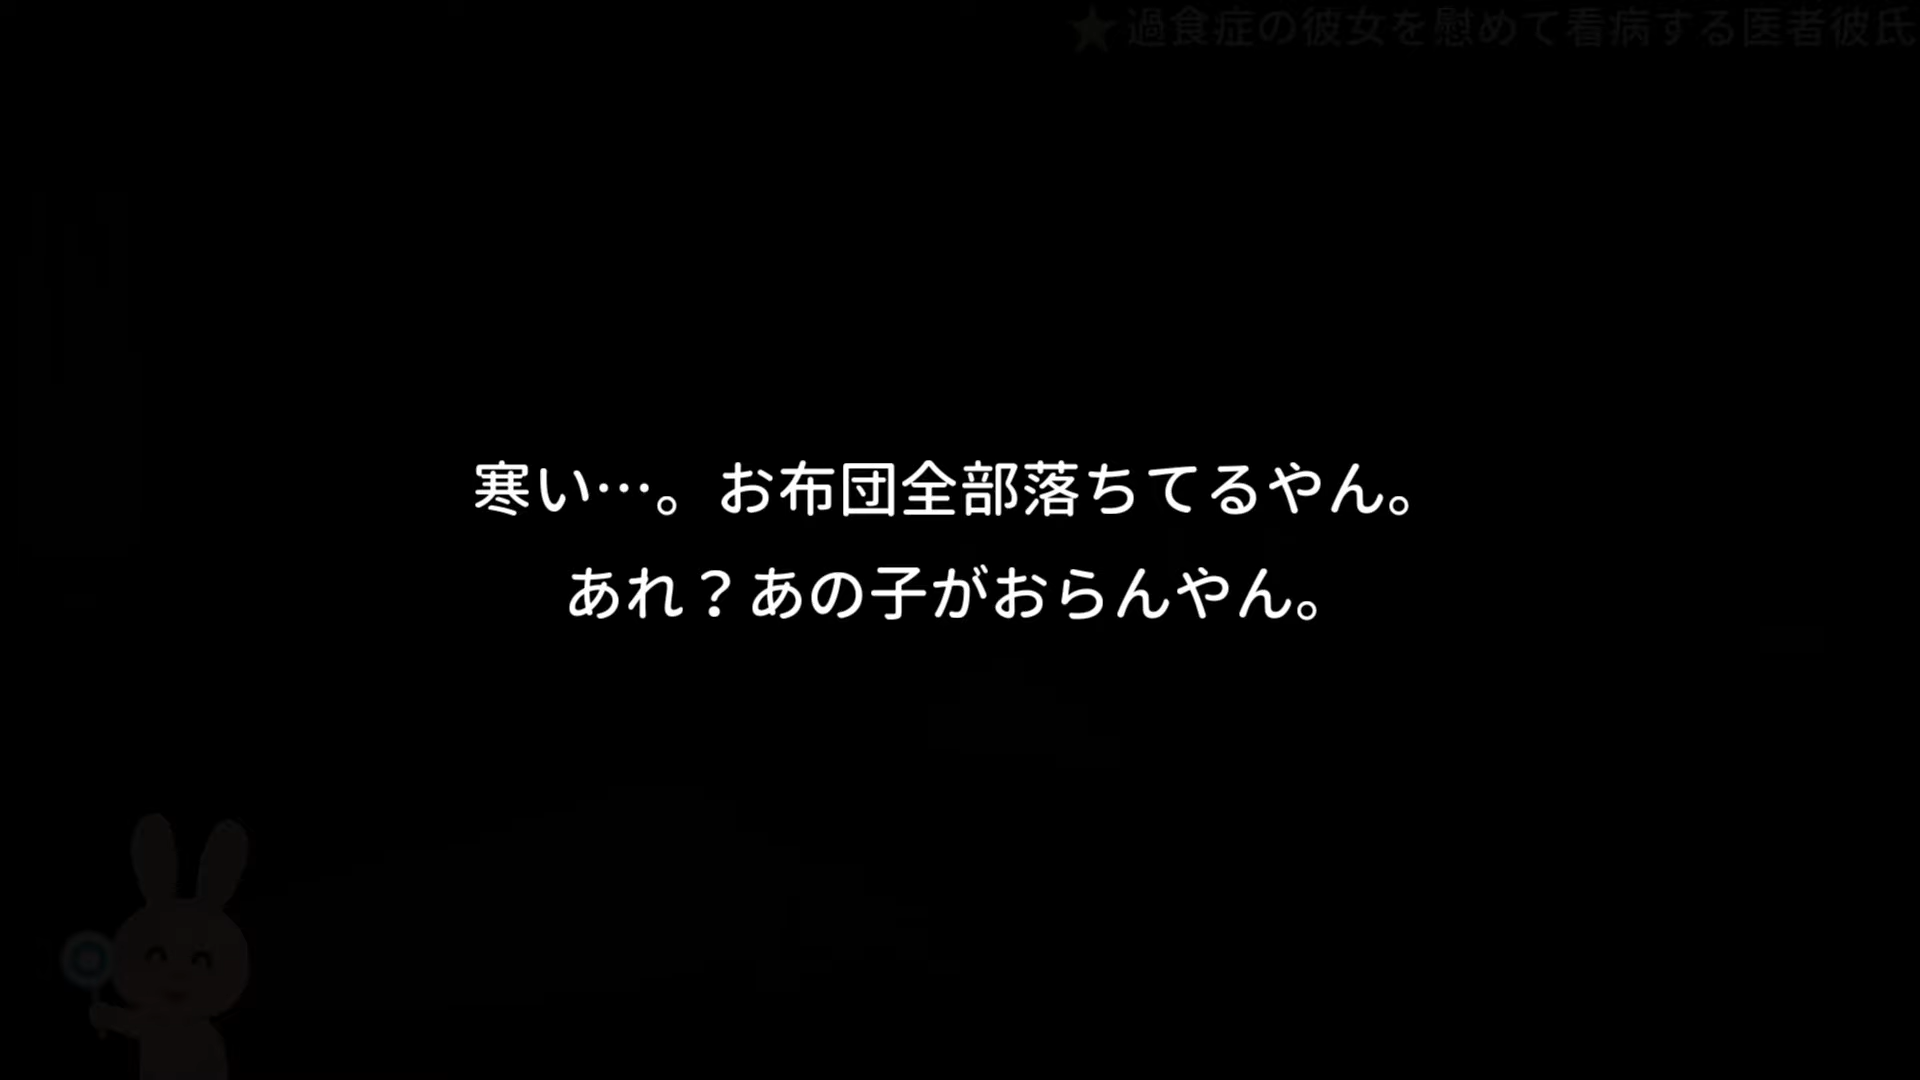 ★過食症の彼女を慰めて看病する医者彼氏
寒い…。お布団全部落ちてるやん。
あれ？あの子がおらんやん。